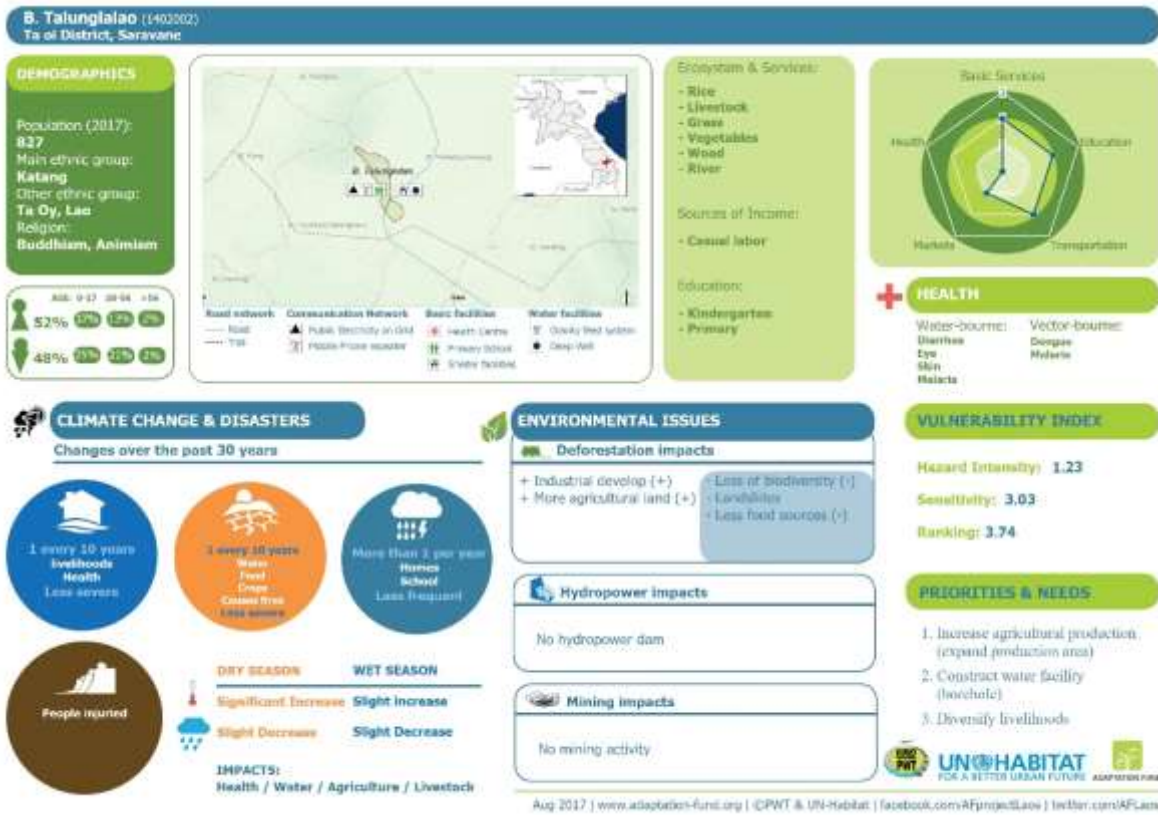 B. Talunglalao (1402002)
Ta oi District, Saravane
DEMOGRAPHICS
Population (2017):
827
Main ethnic group:
Katang
Other ethnic group:
Ta Oy, Lao
Religion:
Buddhism, Animism
52%
48% 25% 21% 2%
B. Talunglalao
Road network
Road
Trail
Communication Network
Public Electricity on Grid
Mobile Phone repeater
Basic facilities
Health Centre
Primary School
Water facilities
Gravity feed system
Deep Well
Ecosystem & Services:
- Rice
- Livestock
- Grass
- Vegetables
- Wood
- River
Sources of Income:
- Casual labor
Education:
- Kindergarten
- Primary
Basic Services
Health
Education
Markets
Transportation
HEALTH
Water-bourne:
Diarrhea
Eye
Skin
Malaria
Vector-bourne:
Dengue
Malaria
CLIMATE CHANGE & DISASTERS
Changes over the past 30 years
1 every 10 years
livelihoods
Health
Less severe
1 every 10 years
Water
Food
Crops
Causes fires
Less severe
More than 1 per year
Homes
School
Less frequent
People injuried
DRY SEASON WET SEASON
Significant Increase Slight increase
Slight Decrease Slight Decrease
IMPACTS:
Health / Water / Agriculture / Livestock
ENVIRONMENTAL ISSUES
Deforestation impacts
+ Industrial develop (+)
+ More agricultural land (+)
- Loss of biodiversity (-)
- Landslides
- Less food sources (-)
Hydropower impacts
No hydropower dam
Mining impacts
No mining activity
VULNERABILITY INDEX
Hazard Intensity: 1.23
Sensitivity: 3.03
Ranking: 3.74
PRIORITIES & NEEDS
1. Increase agricultural production
(expand production area)
2. Construct water facility
(borehole)
3. Diversify livelihoods
PWT
UN HABITAT
FOR A BETTER URBAN FUTURE
ADAPTATION FUND
Aug 2017 | www.adaptation-fund.org | ©PWT & UN-Habitat | facebook.com/AFprojectLaos | twitter.com/AFLaos